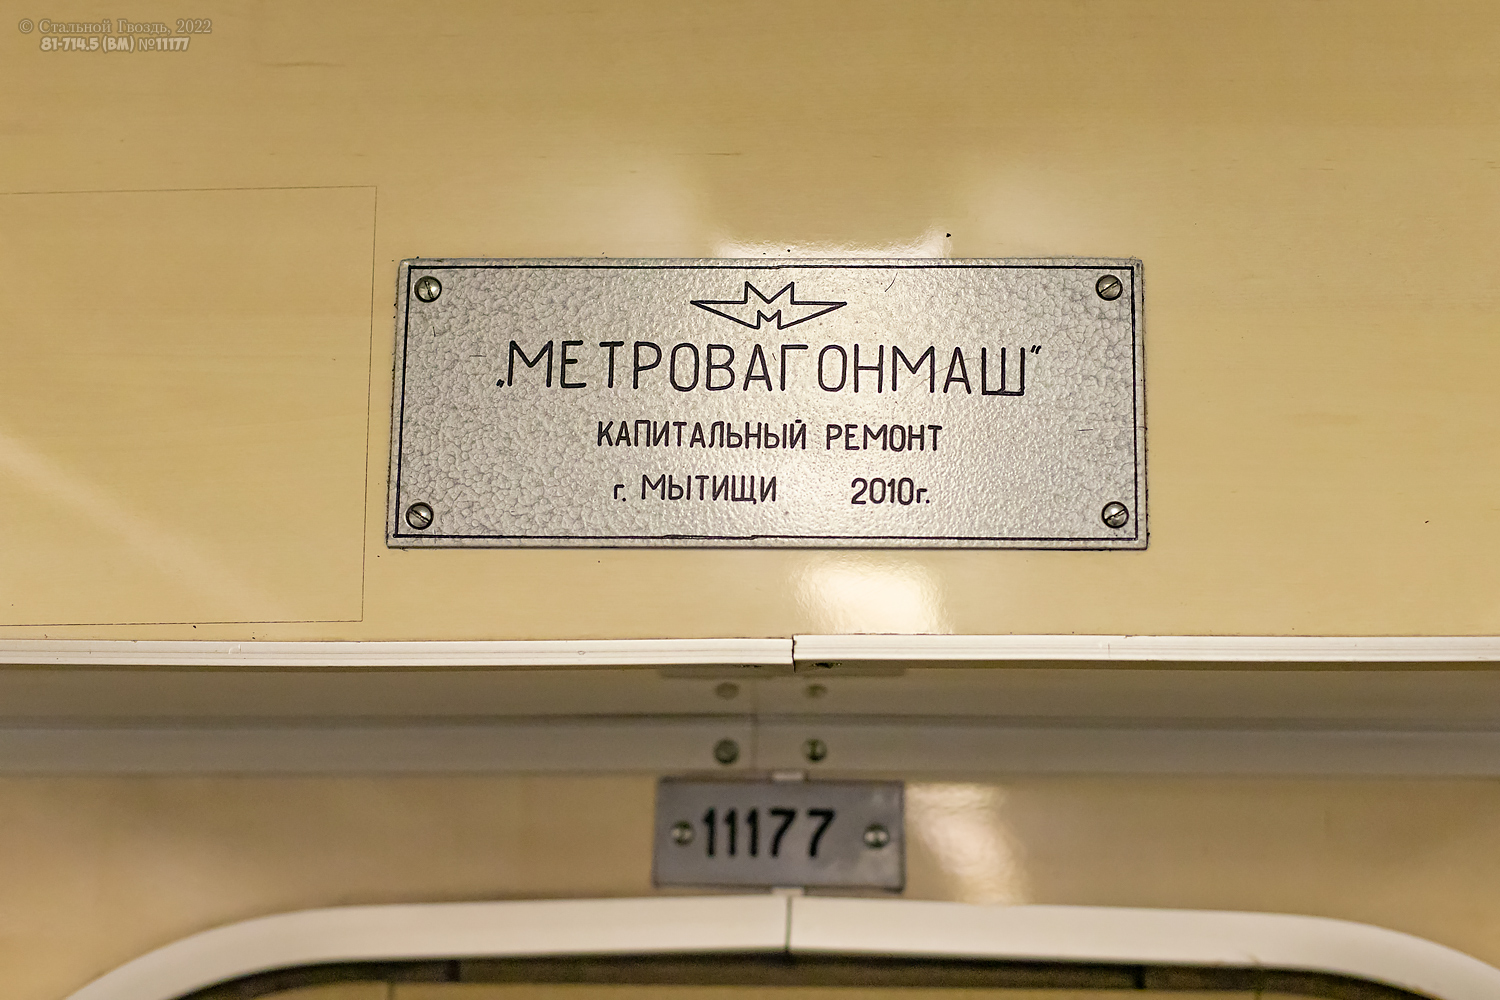 © Стальной Гвоздь, 2022
81-714.5 (ВМ) №11177
„МЕТРОВАГОНМАШ“
КАПИТАЛЬНЫЙ РЕМОНТ
г. МЫТИЩИ 2010г.
11177